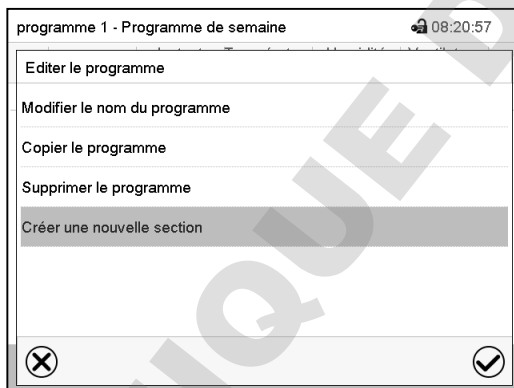 programme 1 - Programme de semaine 08:20:57
Editer le programme
Modifier le nom du programme
Copier le programme
Supprimer le programme
Créer une nouvelle section
QUE D